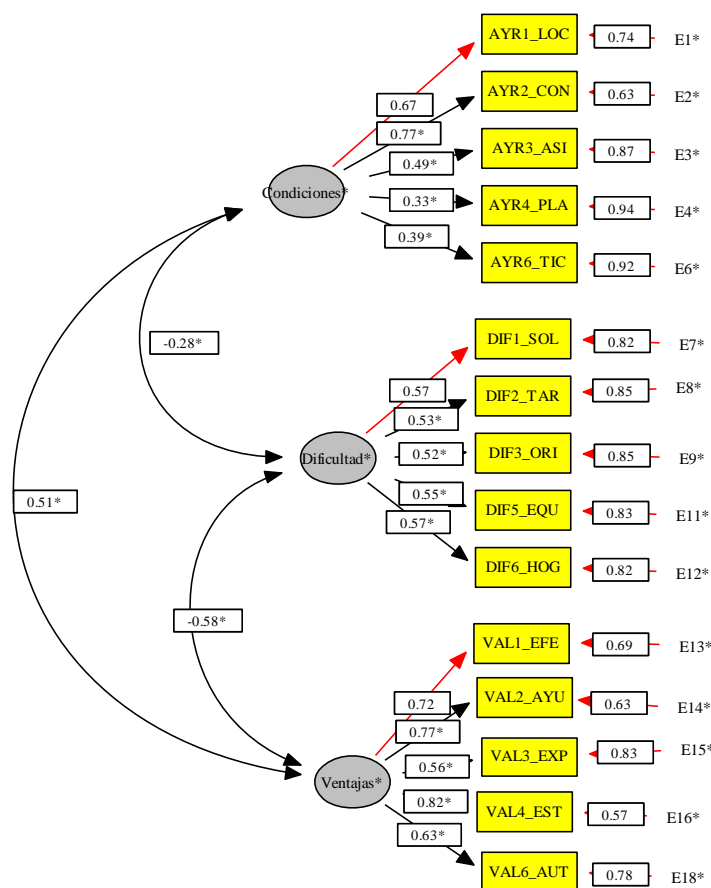 AYR1_LOC 0.74 E1*
0.67
AYR2_CON 0.63 E2*
0.77*
AYR3_ASI 0.87 E3*
0.49*
Condiciones*
0.33* AYR4_PLA 0.94 E4*
0.39*
AYR6_TIC 0.92 E6*
-0.28*
DIF1_SOL 0.82 E7*
0.57
DIF2_TAR 0.85 E8*
0.53*
Dificultad* 0.52* DIF3_ORI 0.85 E9*
0.55*
0.51*
DIF5_EQU 0.83 E11*
0.57*
DIF6_HOG 0.82 E12*
-0.58*
VAL1_EFE 0.69 E13*
0.72
VAL2_AYU 0.63 E14*
0.77*
VAL3_EXP 0.83 E15*
0.56*
Ventajas*
0.82* VAL4_EST 0.57 E16*
0.63*
VAL6_AUT 0.78 E18*